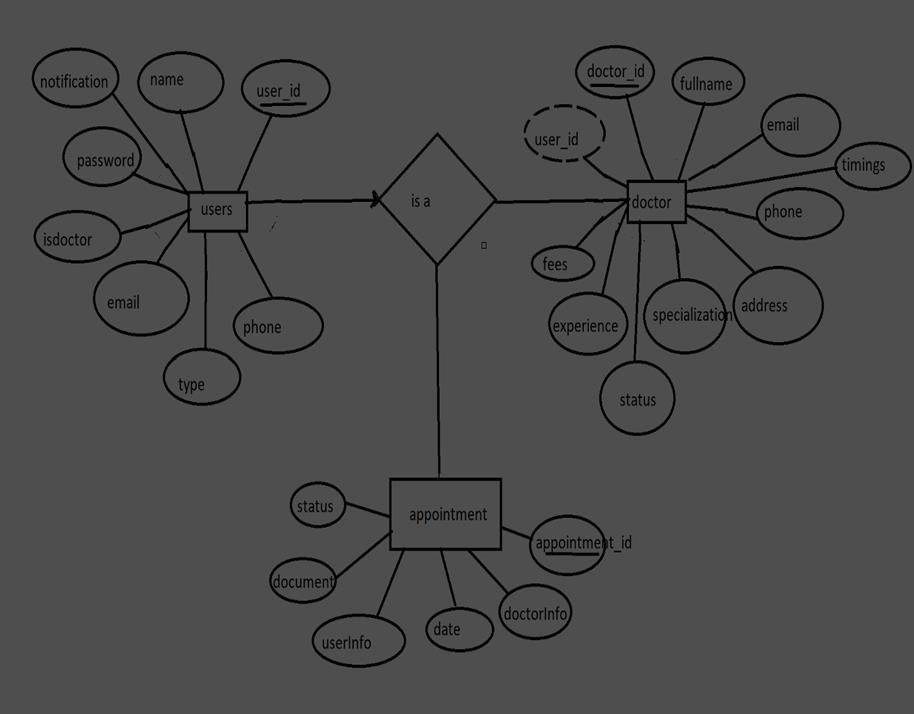 notification
name
user_id
password
users
isdoctor
email
phone
type
is a
doctor_id
fullname
user_id
email
timings
doctor
phone
fees
experience
specialization
address
status
status
appointment
appointment_id
document
userInfo
date
doctorInfo